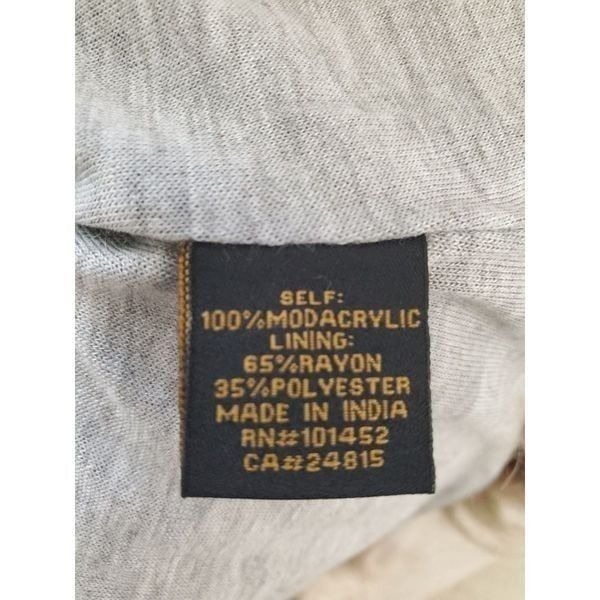 SELF:
100%MODACRYLIC
LINING:
65%RAYON
35%POLYESTER
MADE IN INDIA
RN#101452
CA#24815